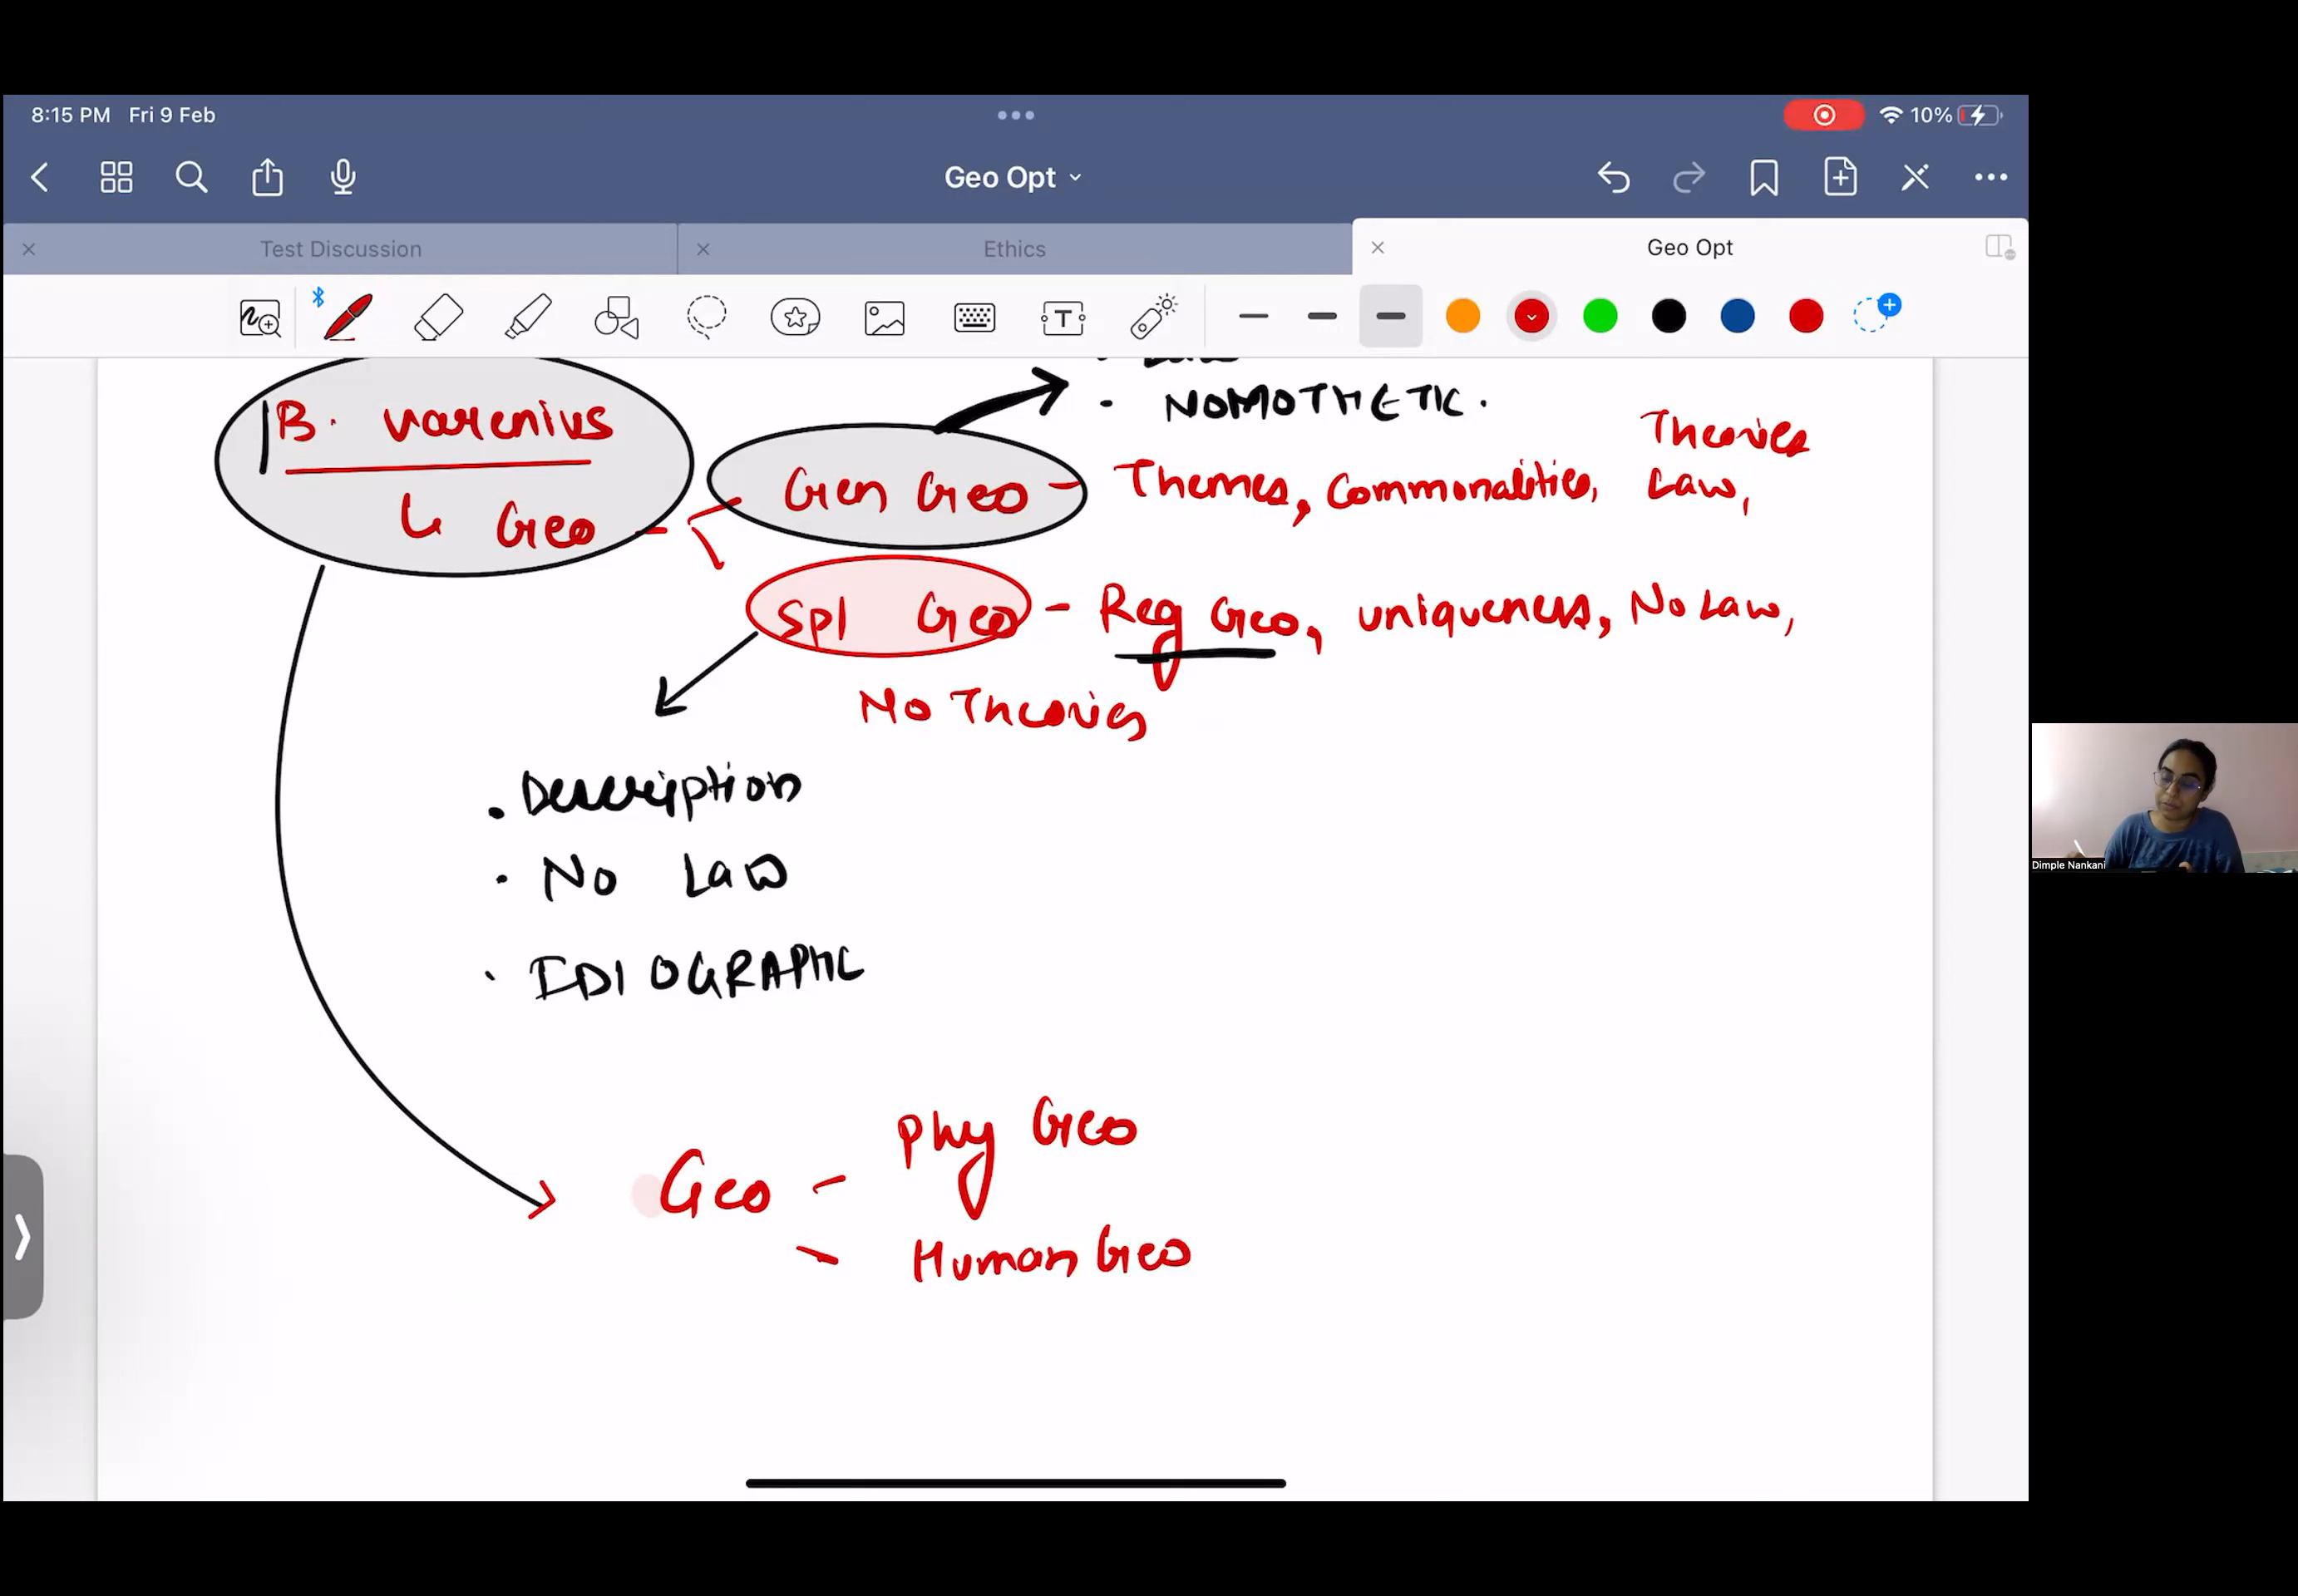 8:15 PM Fri 9 Feb
10%
Geo Opt
Test Discussion
Ethics
Geo Opt
T
NOMOTHETIC.
B. Varenius
Theories
Gen Geo - Themes, Commonalities, Law,
Geo
Spl Geo - Reg Geo, uniqueness, No Law,
No Theories
. Description
. No Law
. IDIOGRAPHIC
Phy Geo
Geo
Human Geo
Dimple Nankani